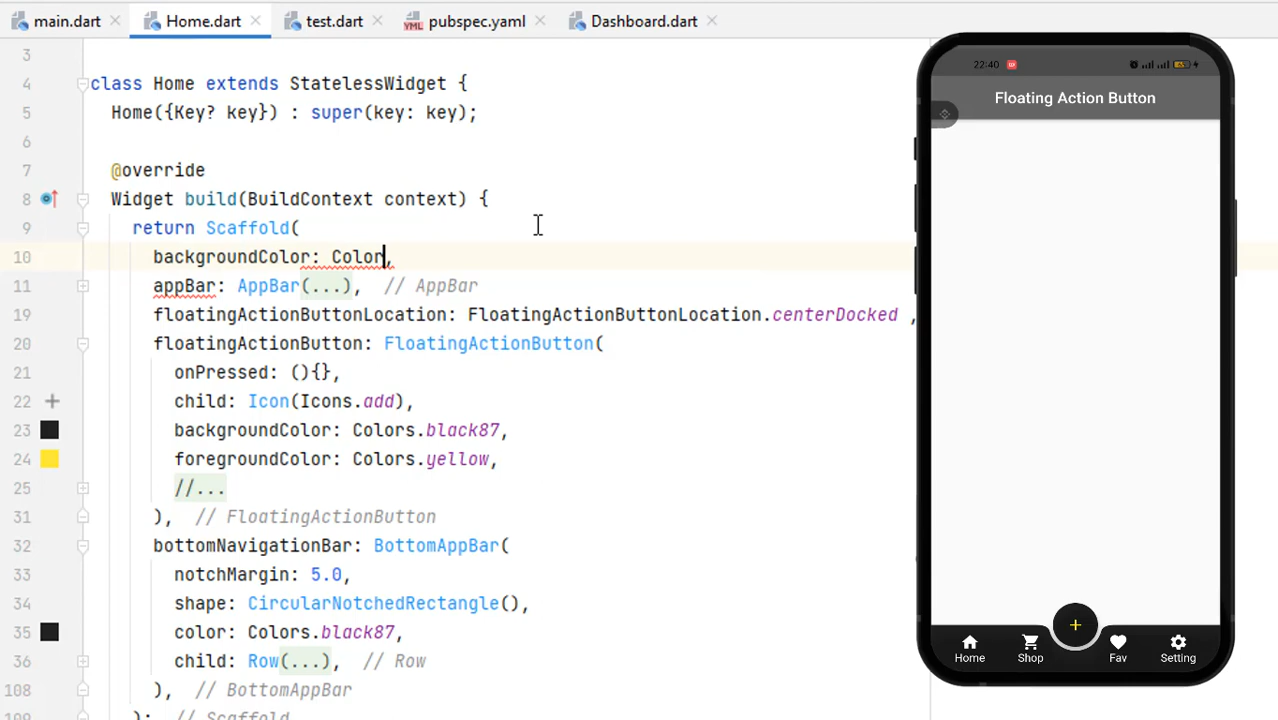 main.dart Home.dart test.dart pubspec.yaml Dashboard.dart
3
4 class Home extends StatelessWidget {
5 Home({Key? key}) : super(key: key);
6
7 @override
8 Widget build(BuildContext context) {
9 return Scaffold(
10 backgroundColor: Color,
11 appBar: AppBar(...), // AppBar
19 floatingActionButtonLocation: FloatingActionButtonLocation.centerDocked ,
20 floatingActionButton: FloatingActionButton(
21 onPressed: (){},
22 child: Icon(Icons.add),
23 backgroundColor: Colors.black87,
24 foregroundColor: Colors.yellow,
25 //...
31 ), // FloatingActionButton
32 bottomNavigationBar: BottomAppBar(
33 notchMargin: 5.0,
34 shape: CircularNotchedRectangle(),
35 color: Colors.black87,
36 child: Row(...), // Row
108 ), // BottomAppBar
109 ); // Scaffold
22:40
Floating Action Button
Home Shop Fav Setting